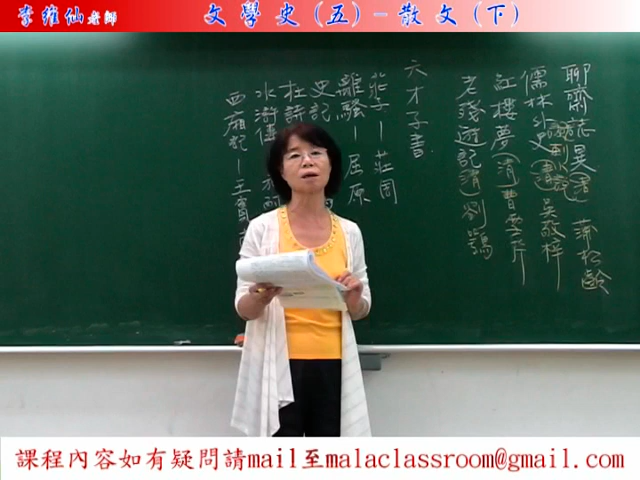 李維仙老師
文學史(五)-散文(下)
聊齋誌異(清)蒲松齡
儒林外史
吳敬梓
紅樓夢(清)曹雪芹
老殘遊記(清)劉鶚
六才子書
莊子-莊周
離騷-屈原
史記
杜詩
水滸傳
西廂記-王實
課程內容如有疑問請mail至malaclassroom@gmail.com